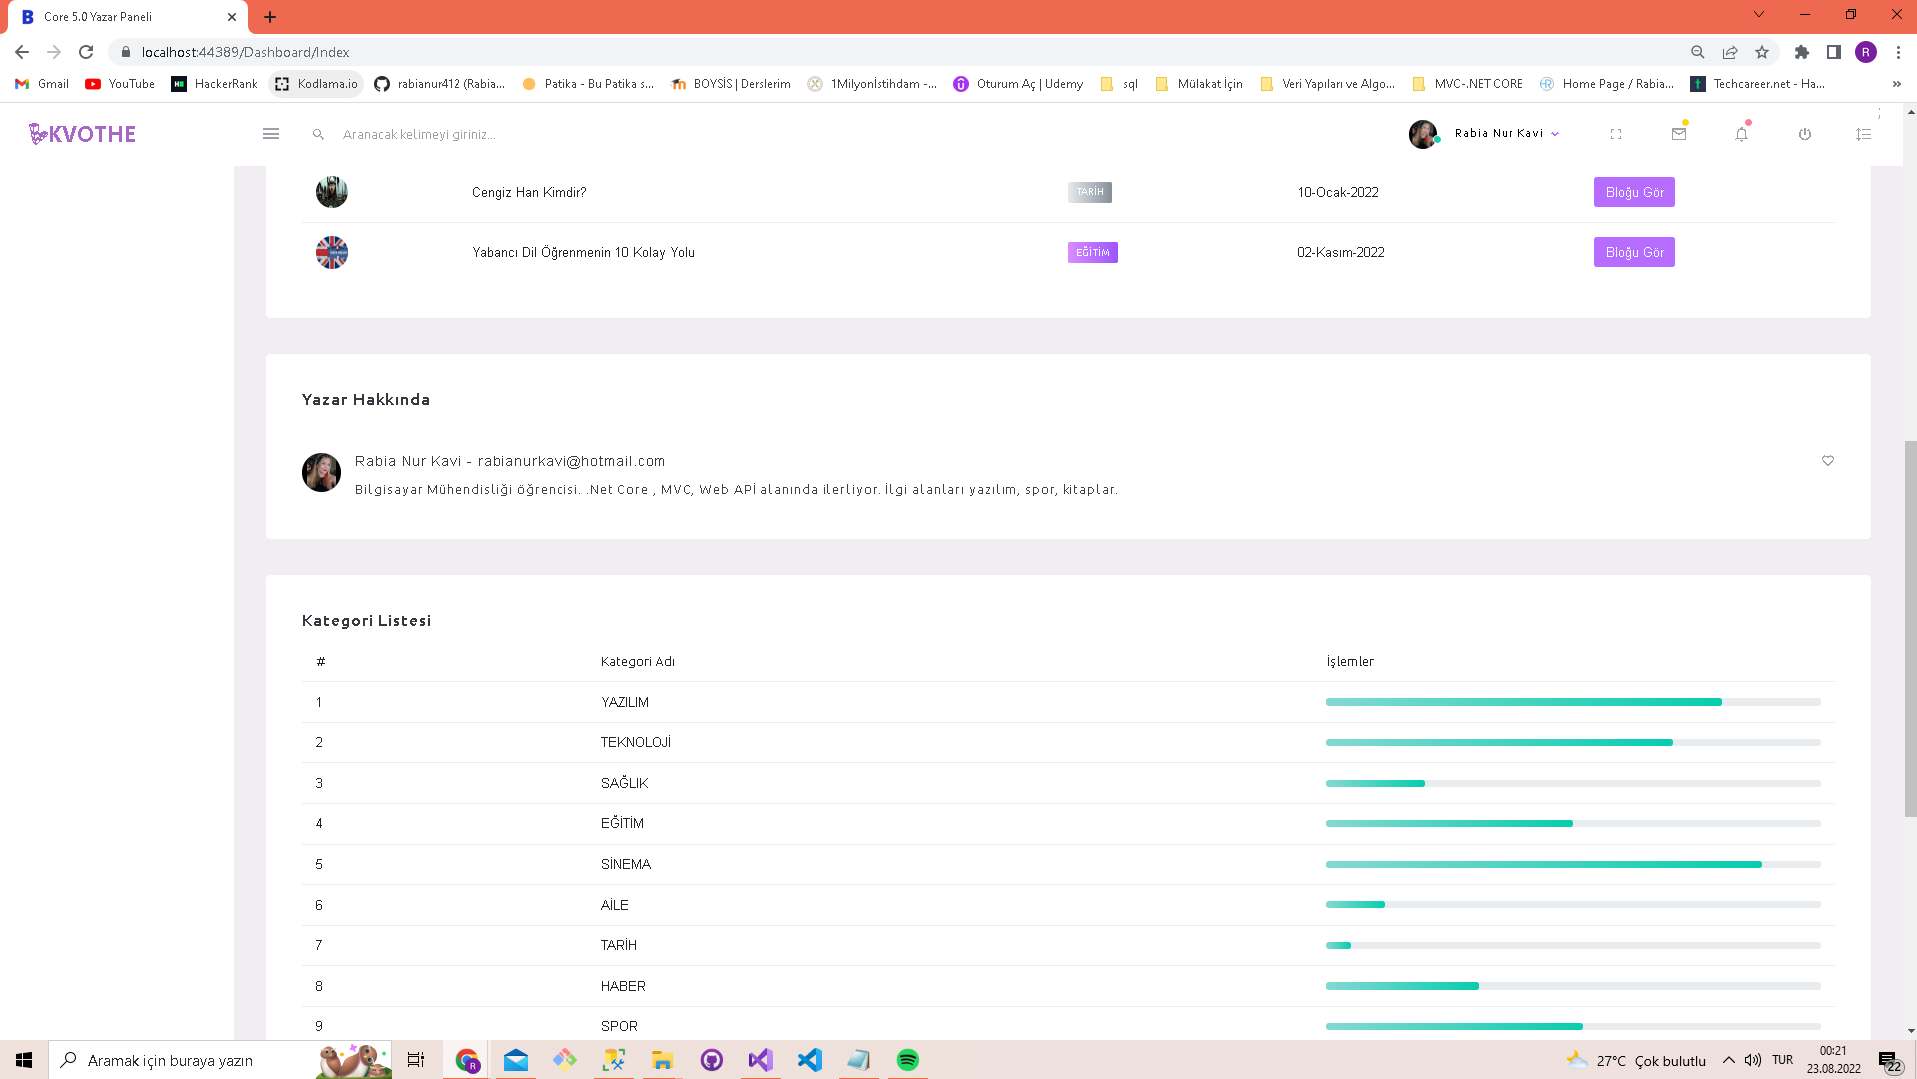 Core 5.0 Yazar Paneli
localhost:44389/Dashboard/Index
R
Gmail YouTube HackerRank Kodlama.io rabianur412 (Rabia... Patika - Bu Patika s... BOYSİS | Derslerim 1Milyonİstihdam -... Oturum Aç | Udemy sql Mülakat İçin Veri Yapıları ve Algo... MVC-.NET CORE Home Page / Rabia... Techcareer.net - Ha... »
KVOTHE Aranacak kelimeyi giriniz... Rabia Nur Kavi
Cengiz Han Kimdir? TARİH 10-Ocak-2022 Bloğu Gör
Yabancı Dil Öğrenmenin 10 Kolay Yolu EĞİTİM 02-Kasım-2022 Bloğu Gör
Yazar Hakkında
Rabia Nur Kavi - rabianurkavi@hotmail.com
Bilgisayar Mühendisliği öğrencisi. .Net Core , MVC, Web APİ alanında ilerliyor. İlgi alanları yazılım, spor, kitaplar.
Kategori Listesi
# Kategori Adı İşlemler
1 YAZILIM
2 TEKNOLOJİ
3 SAĞLIK
4 EĞİTİM
5 SİNEMA
6 AİLE
7 TARİH
8 HABER
9 SPOR
Aramak için buraya yazın 27°C Çok bulutlu TUR 00:21
23.08.2022 22